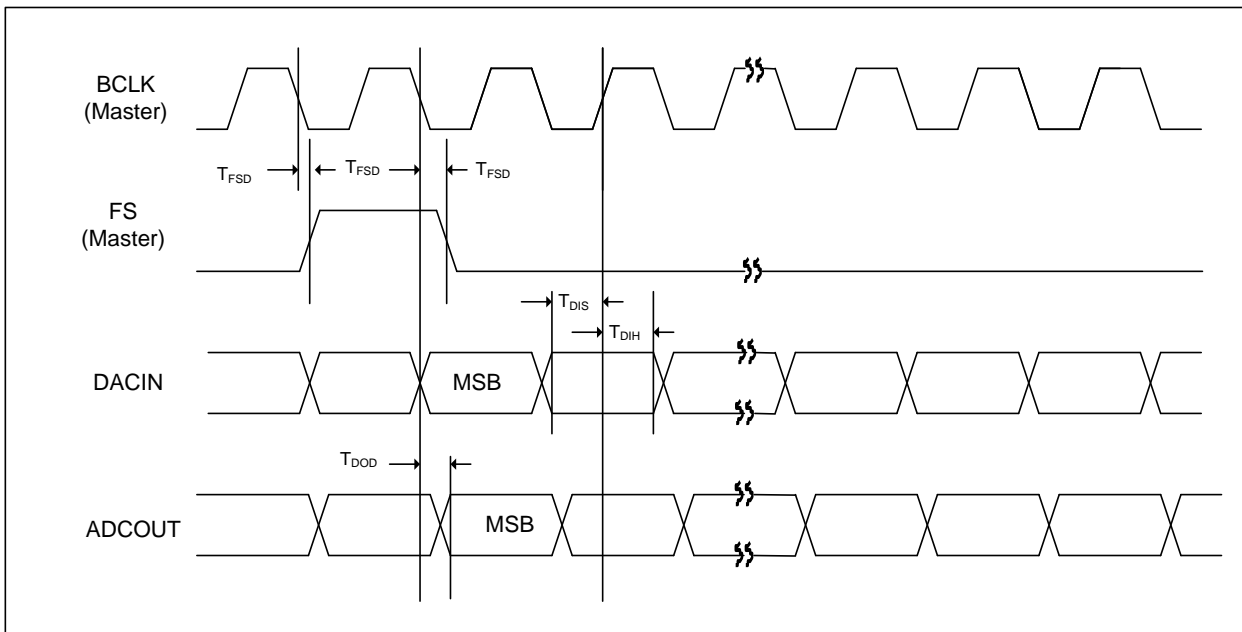 BCLK
(Master)
TFSD TFSD TFSD
FS
(Master)
TDIS
TDIH
DACIN
MSB
TDOD
ADCOUT
MSB